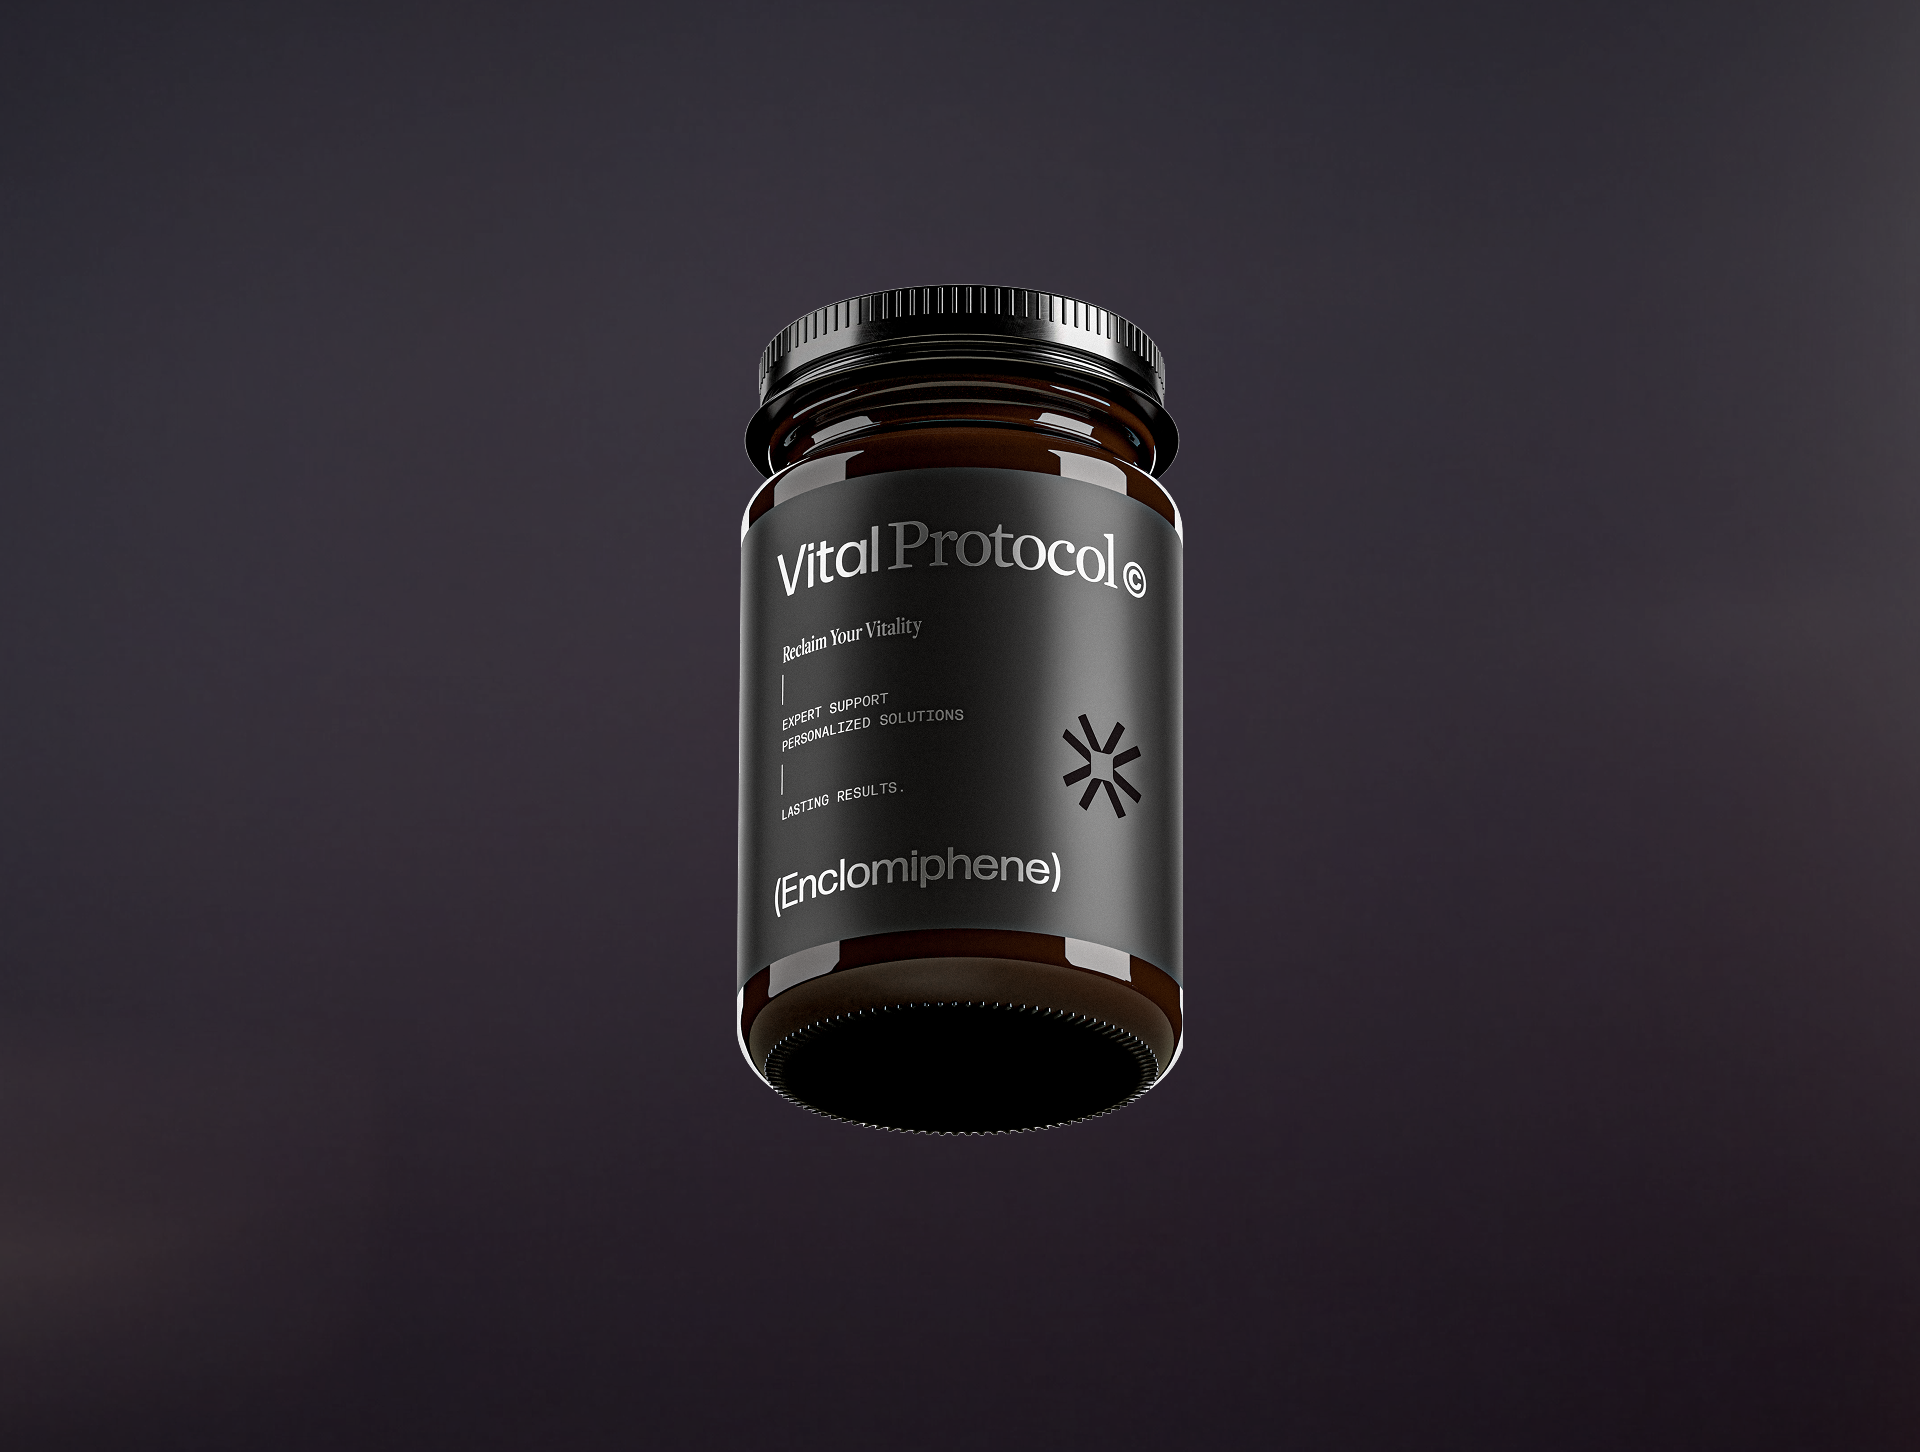 Vital Protocol ©
Reclaim Your Vitality
EXPERT SUPPORT
PERSONALIZED SOLUTIONS
LASTING RESULTS.
(Enclomiphene)